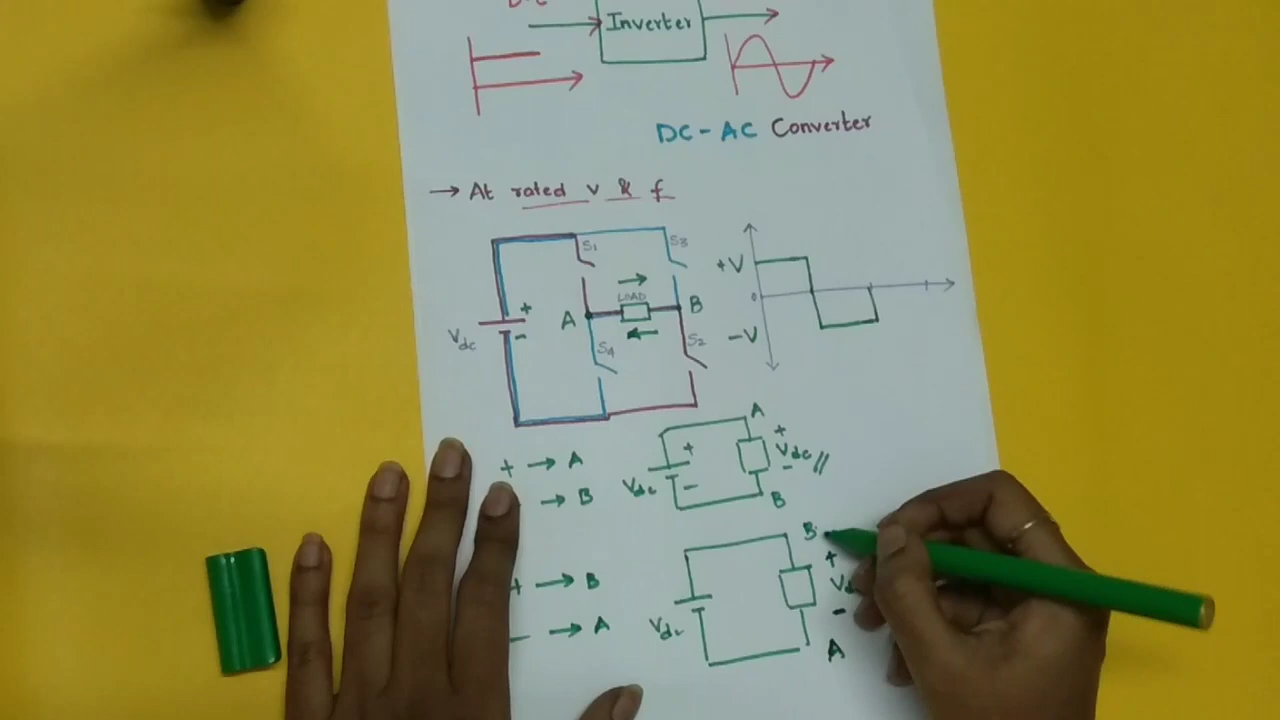 Inverter
DC-AC Converter
→ At rated v & f
S1 S3
+V
LOAD
A B
0
+
Vdc
-
S4 S2
-V
A
+ → A
+ +
Vdc Vdc //
- -
→ B
B
B
+
+ → B
Vdc
-
- → A
A